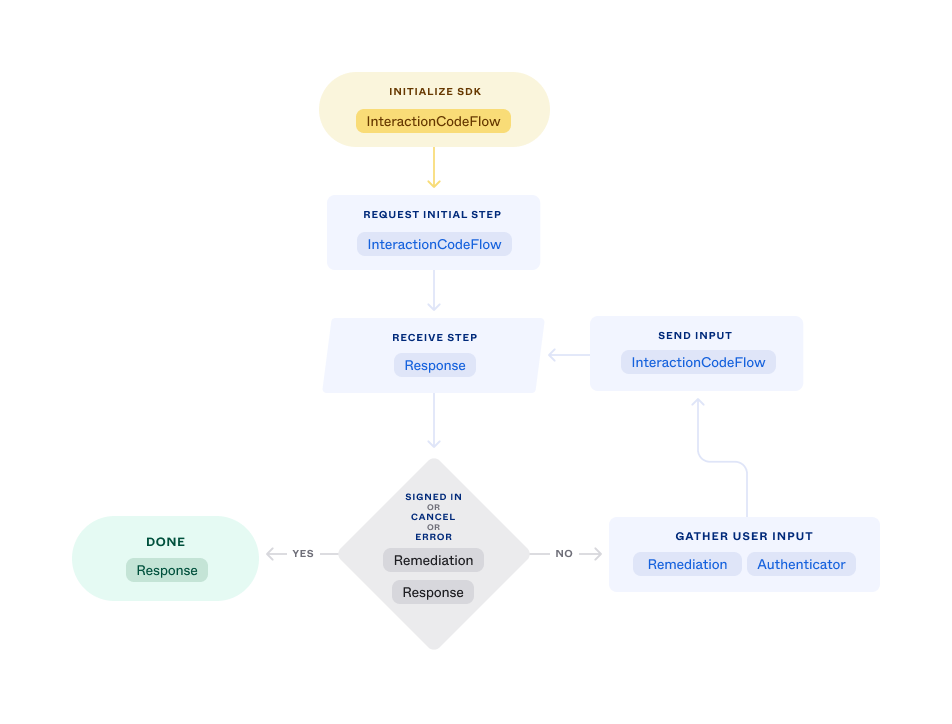 INITIALIZE SDK
InteractionCodeFlow
REQUEST INITIAL STEP
InteractionCodeFlow
RECEIVE STEP
Response
SEND INPUT
InteractionCodeFlow
SIGNED IN
OR
CANCEL
OR
ERROR
Remediation
Response
YES
NO
DONE
Response
GATHER USER INPUT
Remediation Authenticator